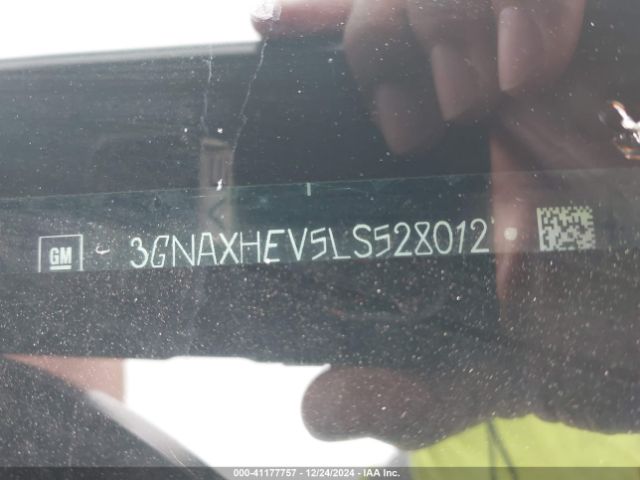 GM 3GNAXHEV5LS528012
000-41177757 - 12/24/2024 - IAA Inc.